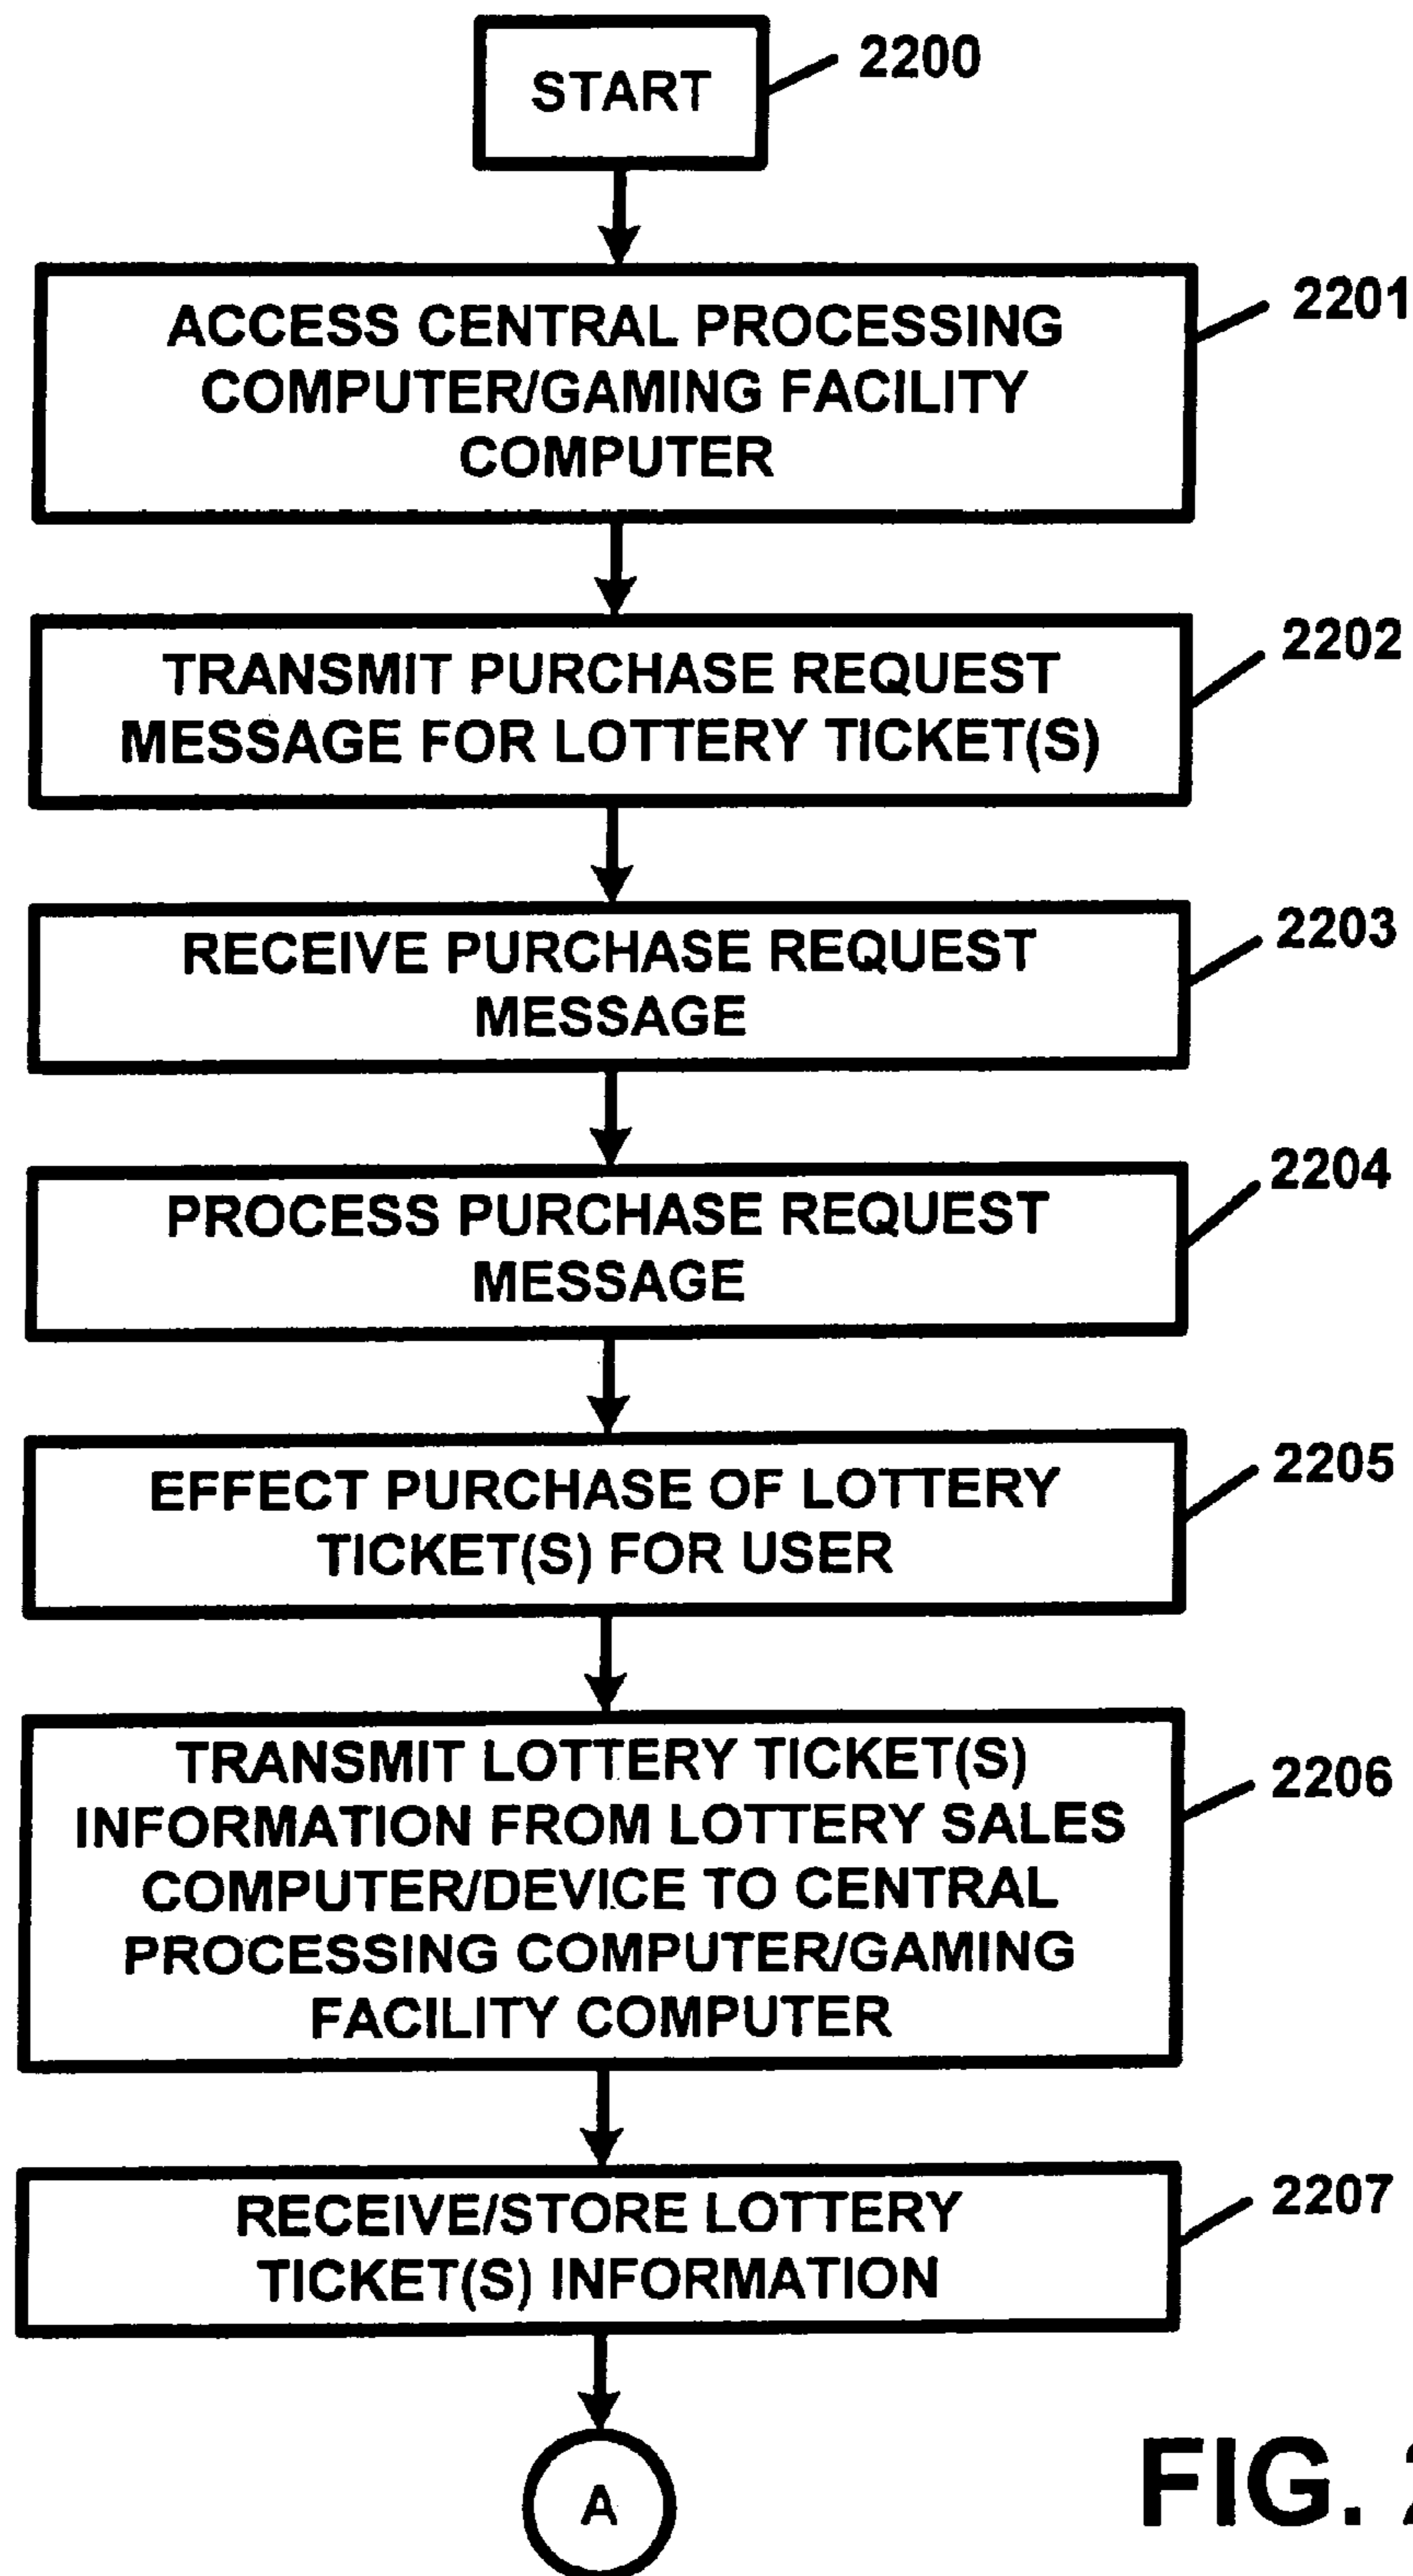 START
2200
ACCESS CENTRAL PROCESSING
COMPUTER/GAMING FACILITY
COMPUTER
2201
TRANSMIT PURCHASE REQUEST
MESSAGE FOR LOTTERY TICKET(S)
2202
RECEIVE PURCHASE REQUEST
MESSAGE
2203
PROCESS PURCHASE REQUEST
MESSAGE
2204
EFFECT PURCHASE OF LOTTERY
TICKET(S) FOR USER
2205
TRANSMIT LOTTERY TICKET(S)
INFORMATION FROM LOTTERY SALES
COMPUTER/DEVICE TO CENTRAL
PROCESSING COMPUTER/GAMING
FACILITY COMPUTER
2206
RECEIVE/STORE LOTTERY
TICKET(S) INFORMATION
2207
A
FIG.